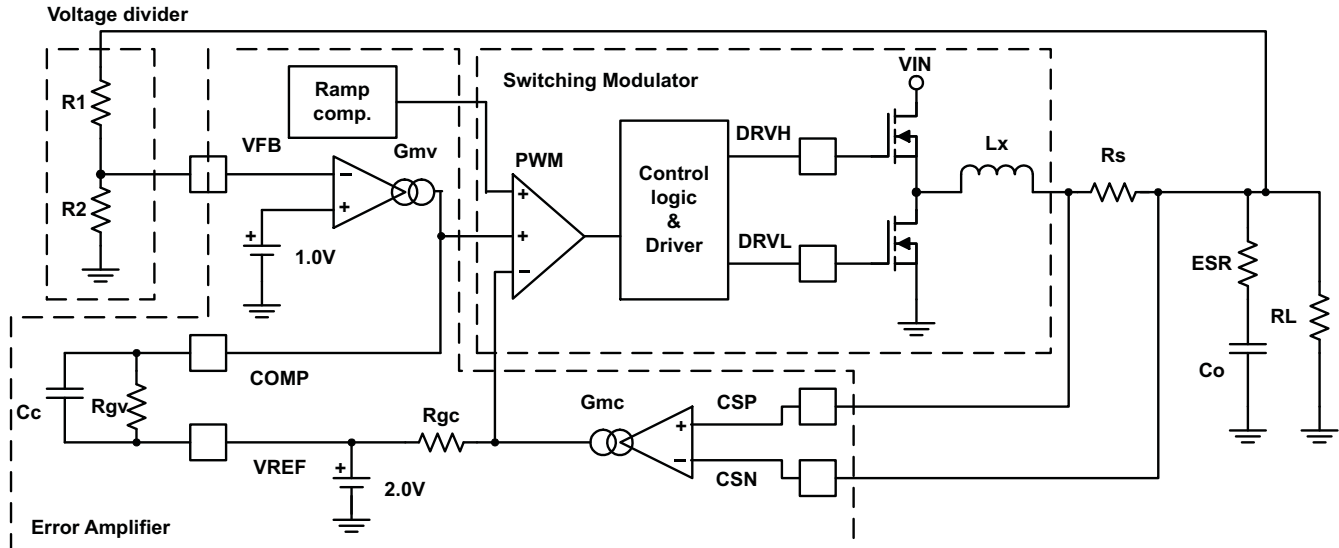 Voltage divider
R1
R2
VFB
Ramp
comp.
Gmv
−
+
+
1.0V
Switching Modulator
PWM
+
+
−
Control
logic
&
Driver
DRVH
DRVL
VIN
Lx
Rs
ESR
Co
RL
COMP
Cc
Rgv
VREF
Rgc
+
2.0V
Gmc
+
−
CSP
CSN
Error Amplifier